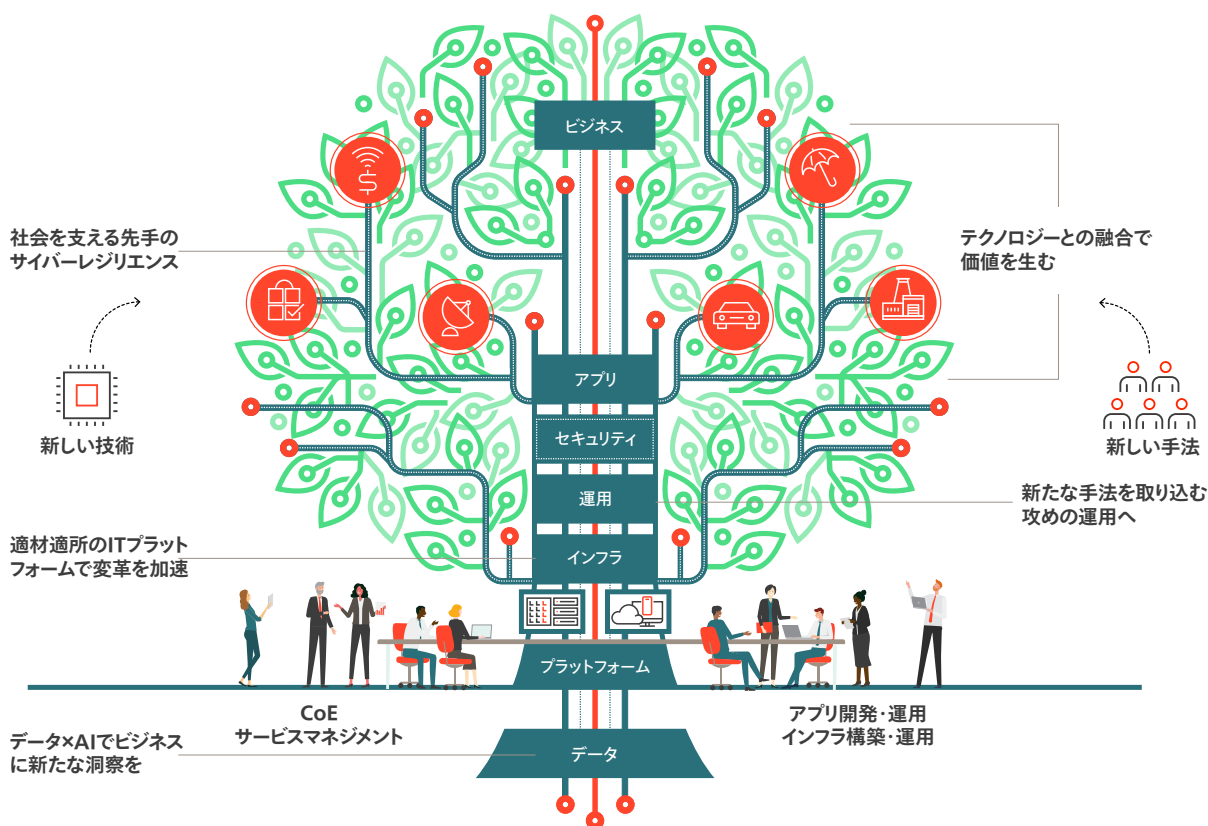 ビジネス
社会を支える先手の
サイバーレジリエンス
テクノロジーとの融合で
価値を生む
アプリ
セキュリティ
新しい技術
新しい手法
運用
新たな手法を取り込む
攻めの運用へ
適材適所のITプラット
フォームで変革を加速
インフラ
プラットフォーム
CoE
サービスマネジメント
アプリ開発・運用
インフラ構築・運用
データ×AIでビジネス
に新たな洞察を
データ